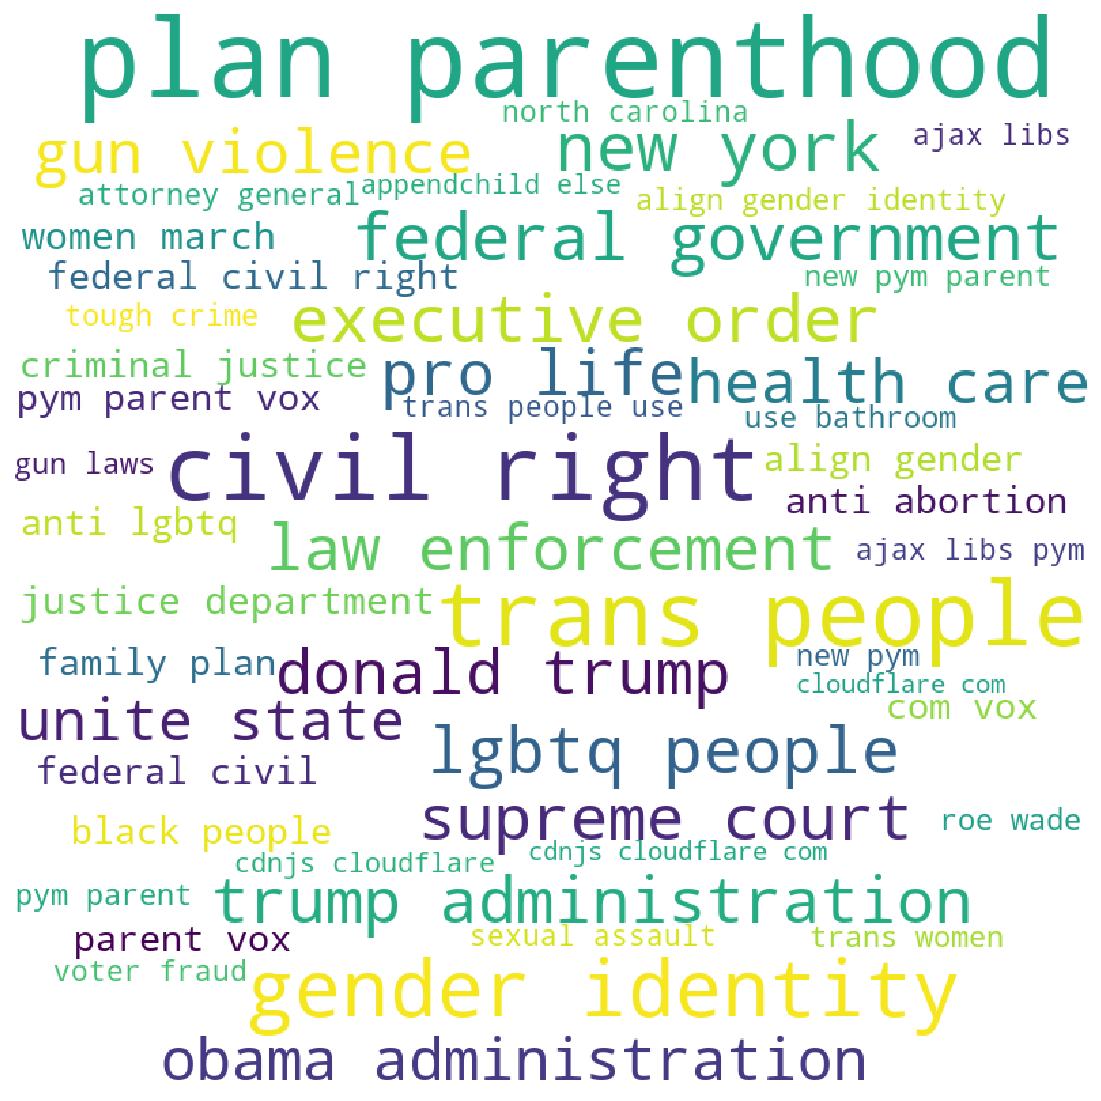 plan parenthood
north carolina
gun violence
new york
ajax libs
attorney general
appendchild else
align gender identity
women march
federal government
federal civil right
new pym parent
tough crime
executive order
criminal justice
pro life
health care
pym parent vox
trans people use
use bathroom
gun laws
civil right
align gender
anti abortion
anti lgbtq
law enforcement
ajax libs pym
justice department
trans people
family plan
donald trump
new pym
cloudflare com
com vox
unite state
lgbtq people
federal civil
supreme court
roe wade
black people
cdnjs cloudflare
cdnjs cloudflare com
pym parent
trump administration
parent vox
sexual assault
trans women
voter fraud
gender identity
obama administration